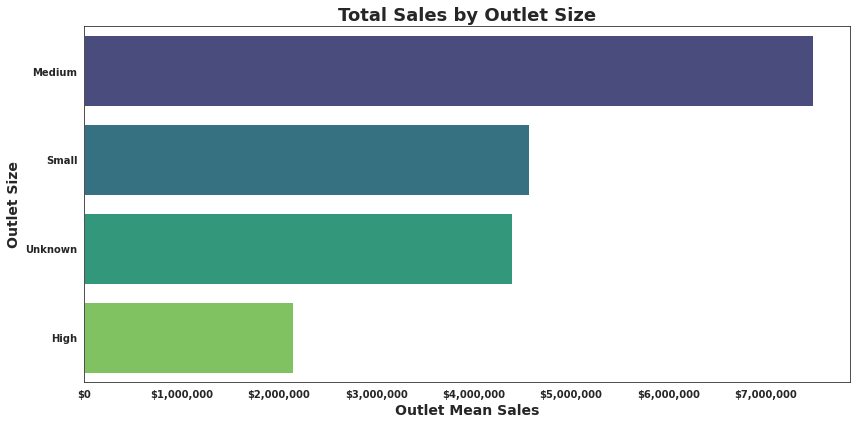 Total Sales by Outlet Size
Outlet Size
Medium
Small
Unknown
High
$0 $1,000,000 $2,000,000 $3,000,000 $4,000,000 $5,000,000 $6,000,000 $7,000,000
Outlet Mean Sales